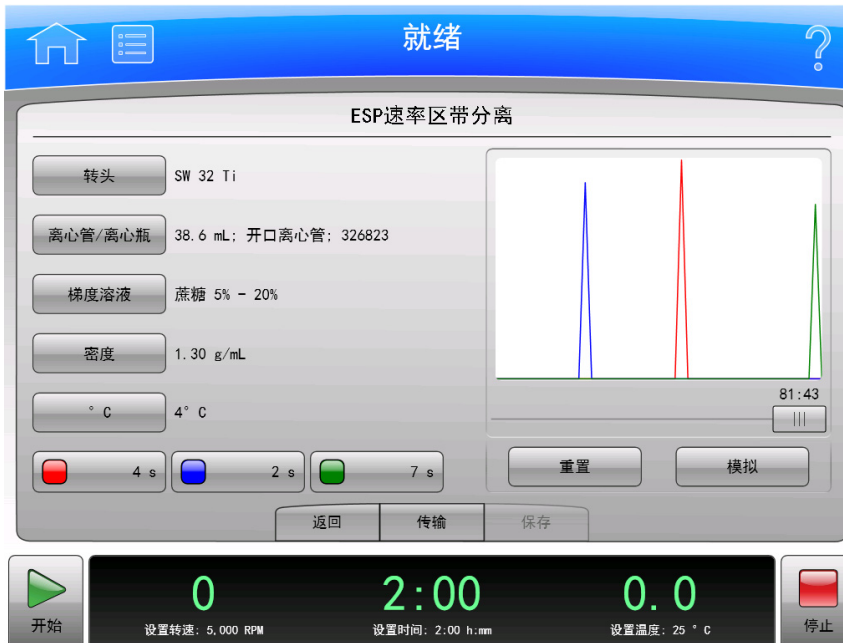 就绪
ESP速率区带分离
转头 SW 32 Ti
离心管/离心瓶 38.6 mL; 开口离心管; 326823
梯度溶液 蔗糖 5% - 20%
密度 1.30 g/mL
° C 4° C
81:43
4 s 2 s 7 s
重置 模拟
返回 传输 保存
0 2:00 0.0
开始 设置转速: 5,000 RPM 设置时间: 2:00 h:mm 设置温度: 25 ° C 停止